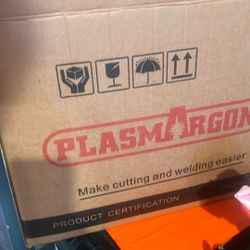 PLASMARGON
Make cutting and welding easier
PRODUCT CERTIFICATION